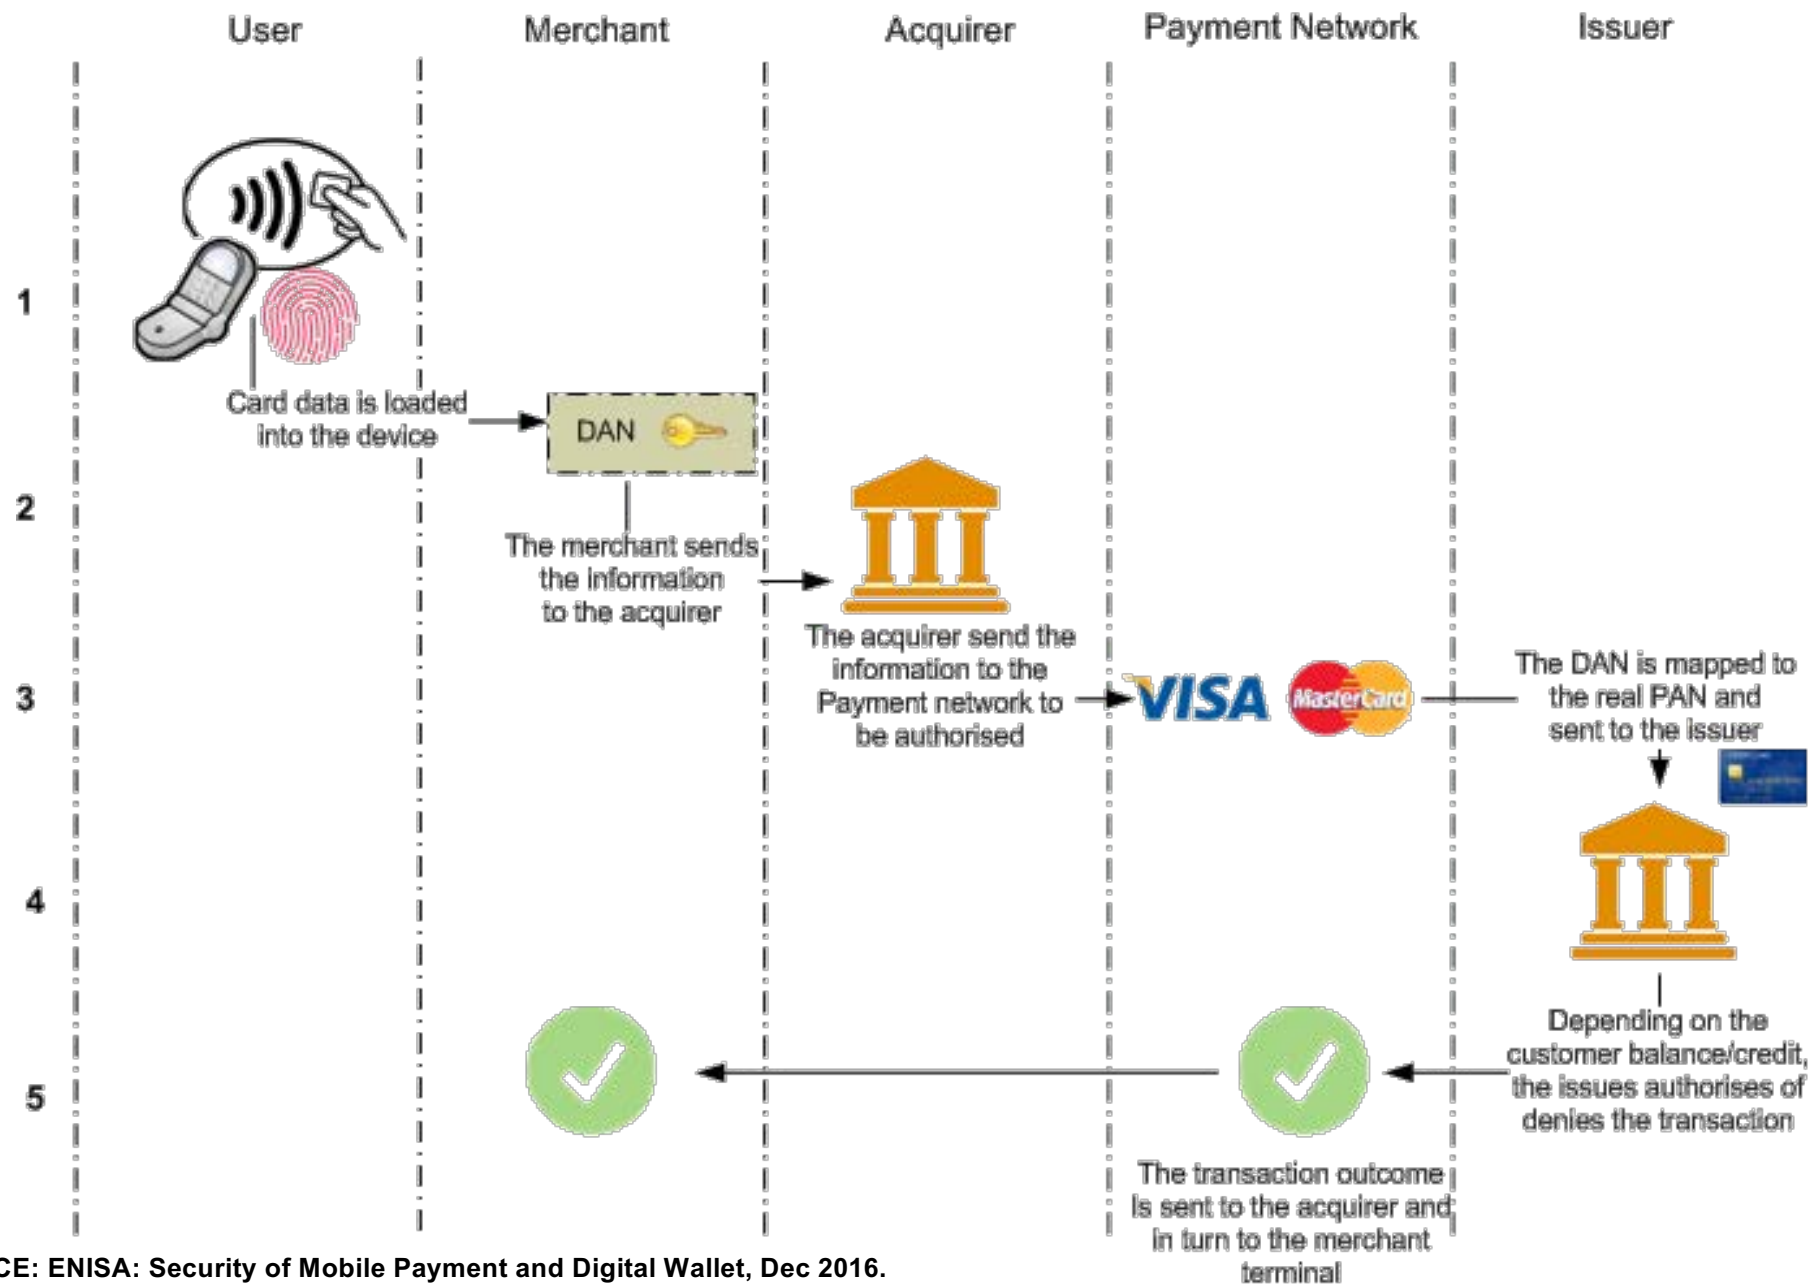 User
Merchant
Acquirer
Payment Network
Issuer
1
Card data is loaded
into the device
DAN
2
The merchant sends
the information
to the acquirer
The acquirer send the
information to the
Payment network to
be authorised
3
VISA
MasterCard
The DAN is mapped to
the real PAN and
sent to the issuer
4
Depending on the
customer balance/credit,
the issues authorises of
denies the transaction
5
The transaction outcome
Is sent to the acquirer and
in turn to the merchant
terminal
CE: ENISA: Security of Mobile Payment and Digital Wallet, Dec 2016.